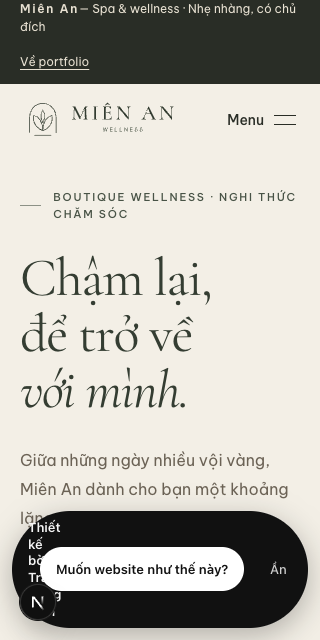 Miên An — Spa & wellness · Nhẹ nhàng, có chủ
đích
Về portfolio
MIÊN AN
WELLNESS
Menu
BOUTIQUE WELLNESS · NGHI THỨC
CHĂM SÓC
Chậm lại,
để trở về
với mình.
Giữa những ngày nhiều vội vàng,
Miên An dành cho bạn một khoảng
Thiết
kế
Muốn website như thế này?
Ẩn
N